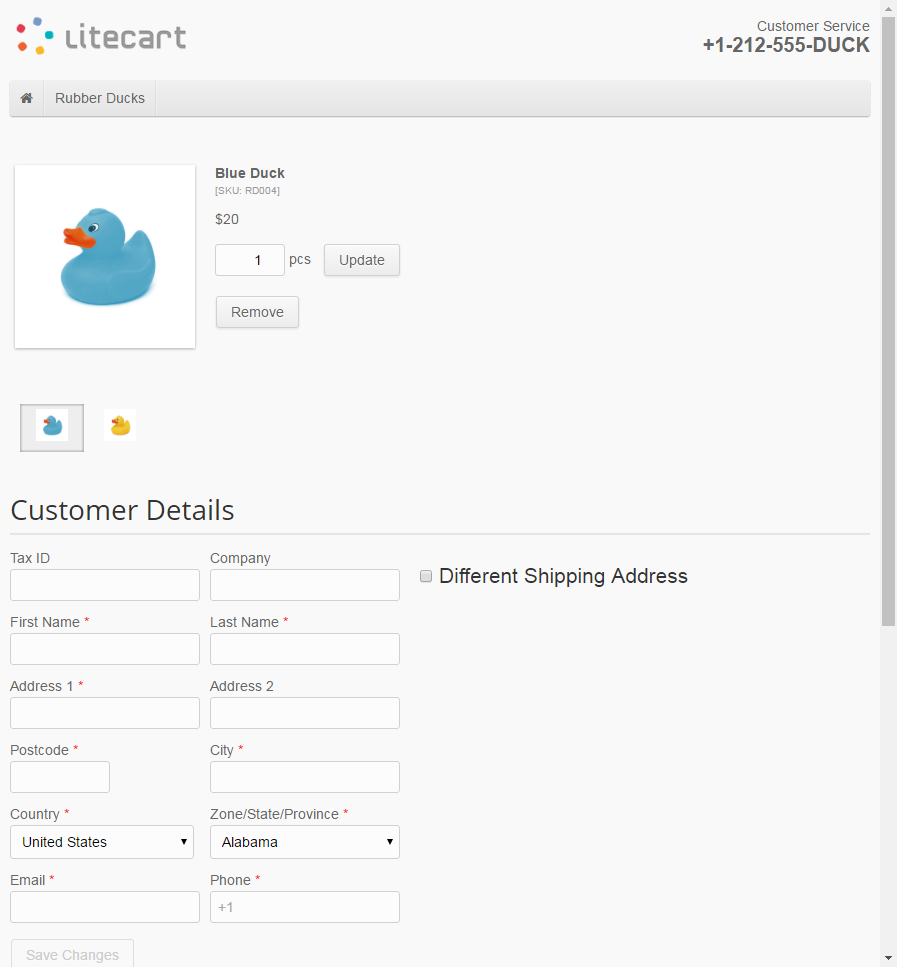 litecart
Customer Service
+1-212-555-DUCK
Rubber Ducks
Blue Duck
[SKU: RD004]
$20
1 pcs Update
Remove
Customer Details
Tax ID Company
Different Shipping Address
First Name * Last Name *
Address 1 * Address 2
Postcode * City *
Country * Zone/State/Province *
United States Alabama
Email * Phone *
+1
Save Changes